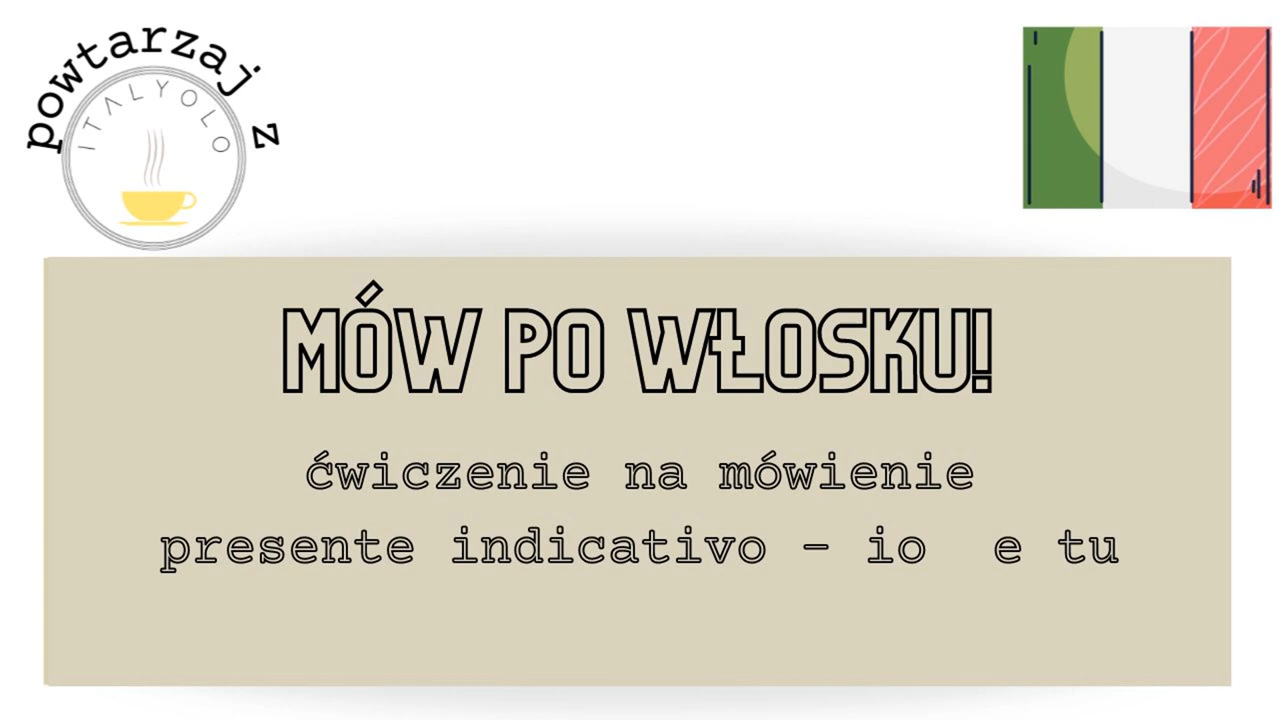 powtarzaj z
ITALYOLO
MÓW PO WŁOSKU!
ćwiczenie na mówienie
presente indicativo - io e tu